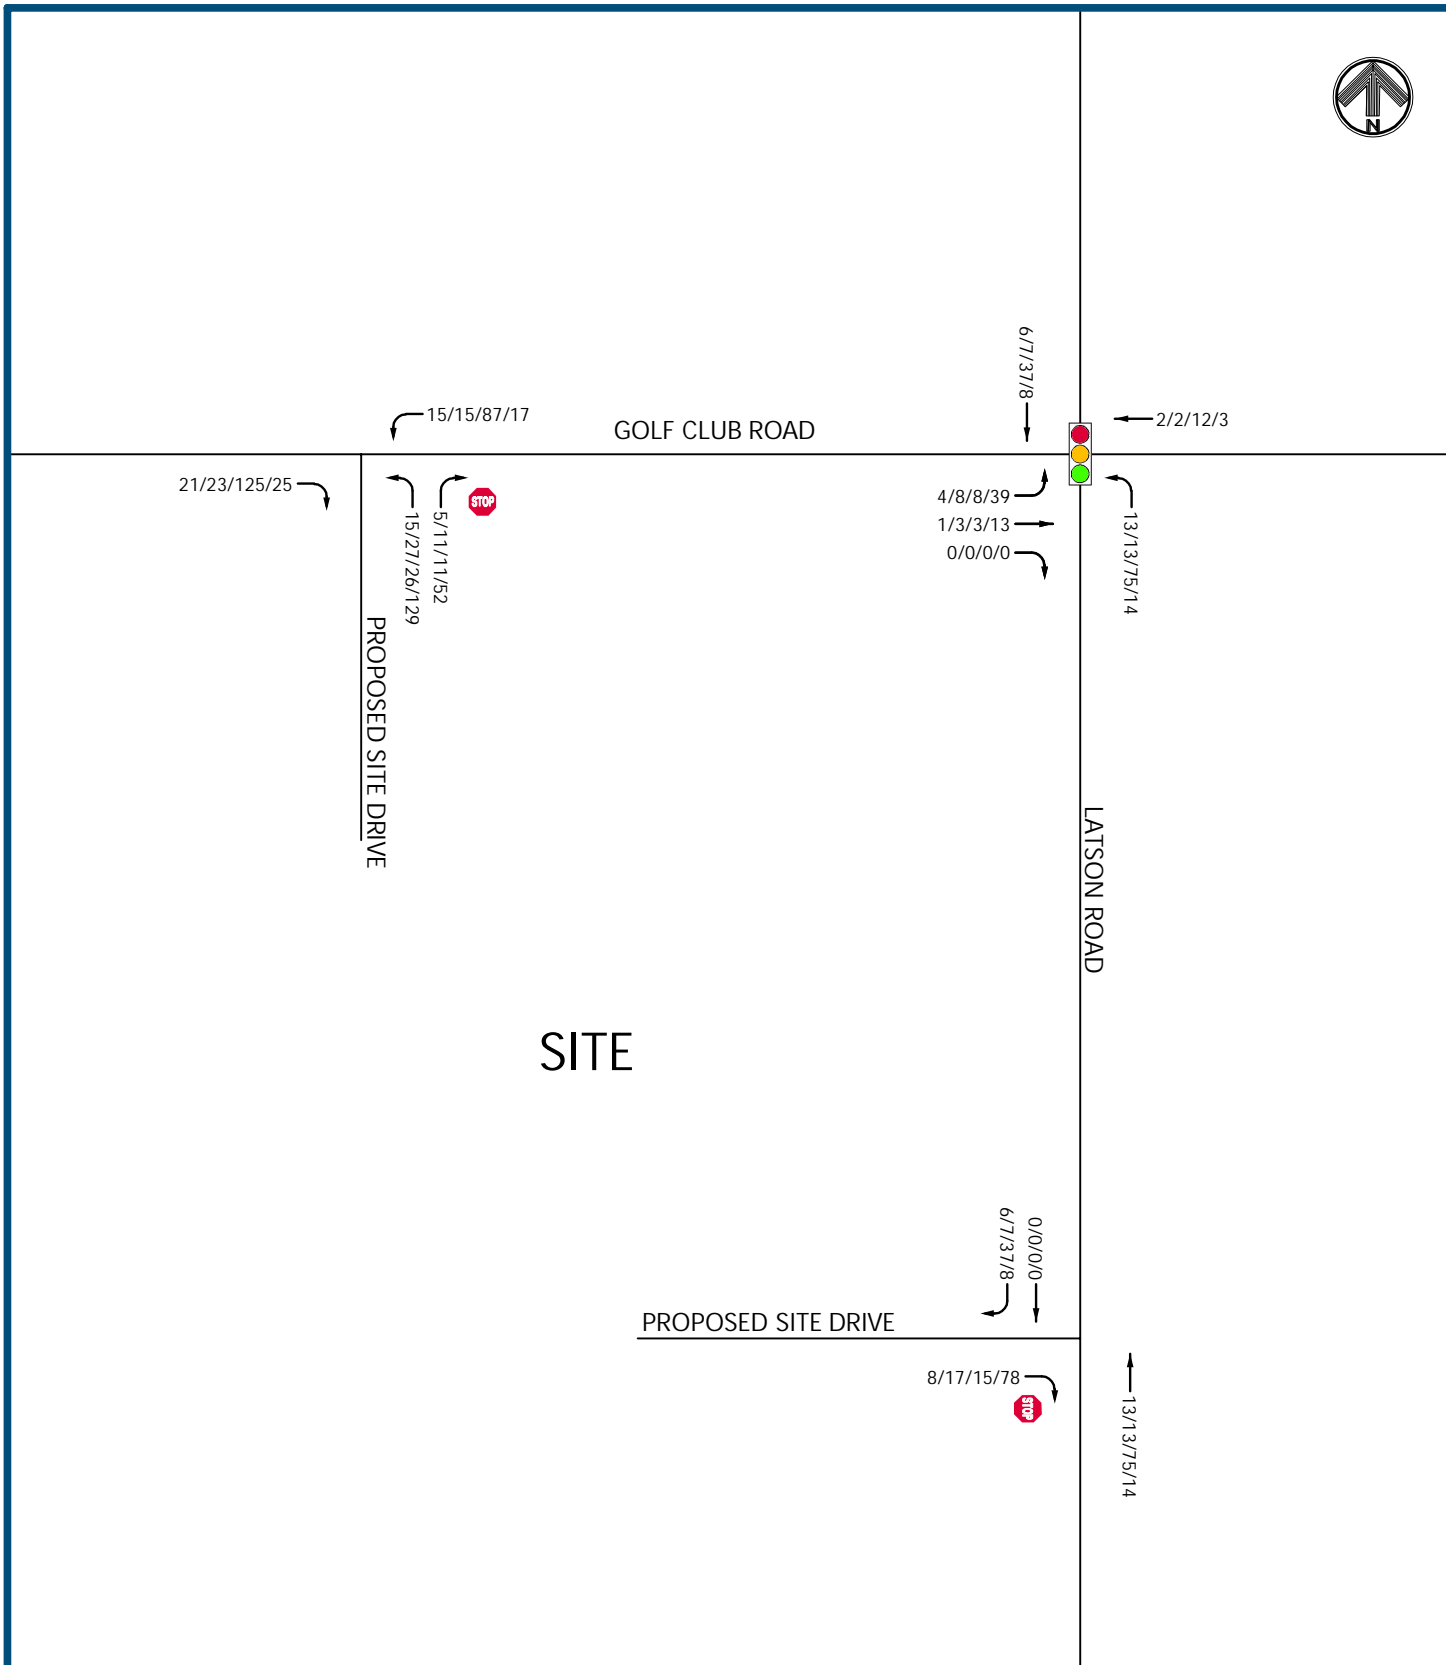 N
6/7/37/8
15/15/87/17
GOLF CLUB ROAD
2/2/12/3
21/23/125/25
STOP
4/8/8/39
1/3/3/13
0/0/0/0
15/27/26/129
5/11/11/52
13/13/75/14
PROPOSED SITE DRIVE
LATSON ROAD
SITE
6/7/37/8
0/0/0/0
PROPOSED SITE DRIVE
8/17/15/78
STOP
13/13/75/14